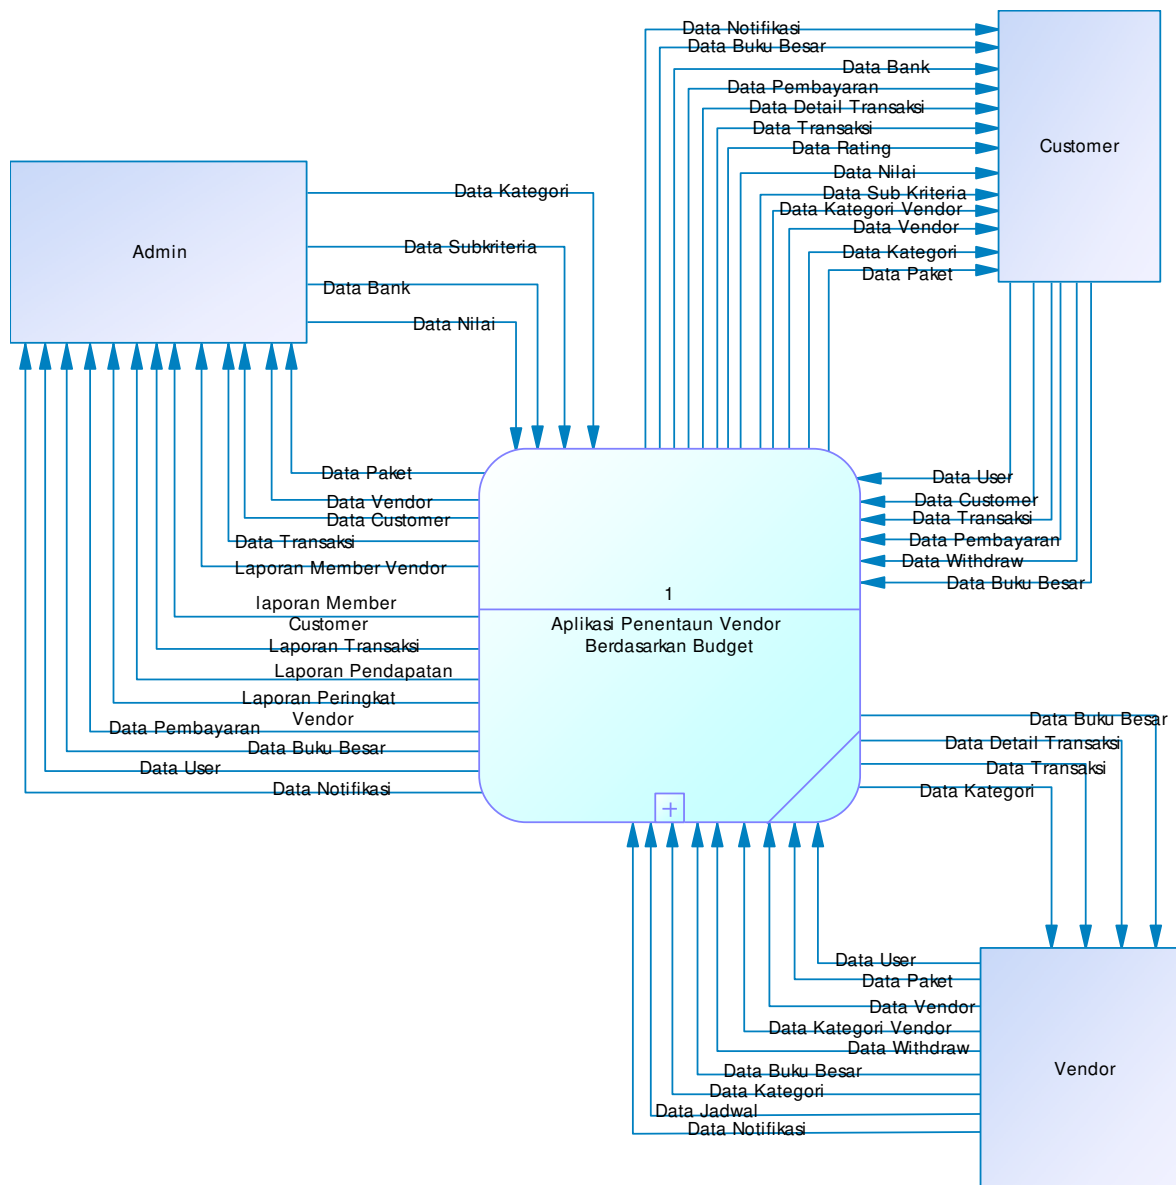 Data Notifikasi
Data Buku Besar
Data Bank
Data Pembayaran
Data Detail Transaksi
Data Transaksi
Data Rating
Data Nilai
Data Sub Kriteria
Data Kategori Vendor
Data Vendor
Data Kategori
Data Paket
Customer
Data Kategori
Admin
Data Subkriteria
Data Bank
Data Nilai
Data Paket
Data Vendor
Data Customer
Data Transaksi
Laporan Member Vendor
laporan Member
Customer
Laporan Transaksi
Laporan Pendapatan
Laporan Peringkat
Vendor
Data Pembayaran
Data Buku Besar
Data User
Data Notifikasi
1
Aplikasi Penentaun Vendor
Berdasarkan Budget
Data User
Data Customer
Data Transaksi
Data Pembayaran
Data Withdraw
Data Buku Besar
Data Buku Besar
Data Detail Transaksi
Data Transaksi
Data Kategori
Data User
Data Paket
Data Vendor
Data Kategori Vendor
Data Withdraw
Data Buku Besar
Data Kategori
Data Jadwal
Data Notifikasi
Vendor